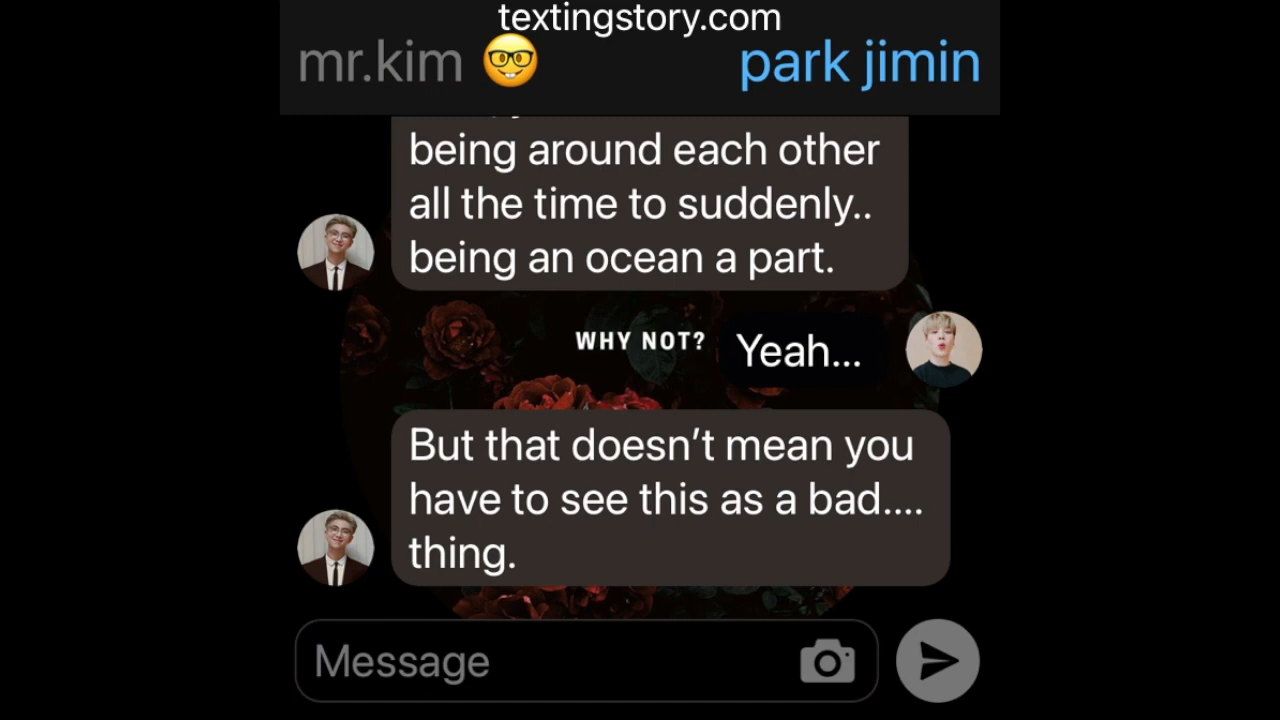 textingstory.com
mr.kim 🤓 park jimin
being around each other
all the time to suddenly..
being an ocean a part.
WHY NOT?
Yeah...
But that doesn’t mean you
have to see this as a bad....
thing.
Message